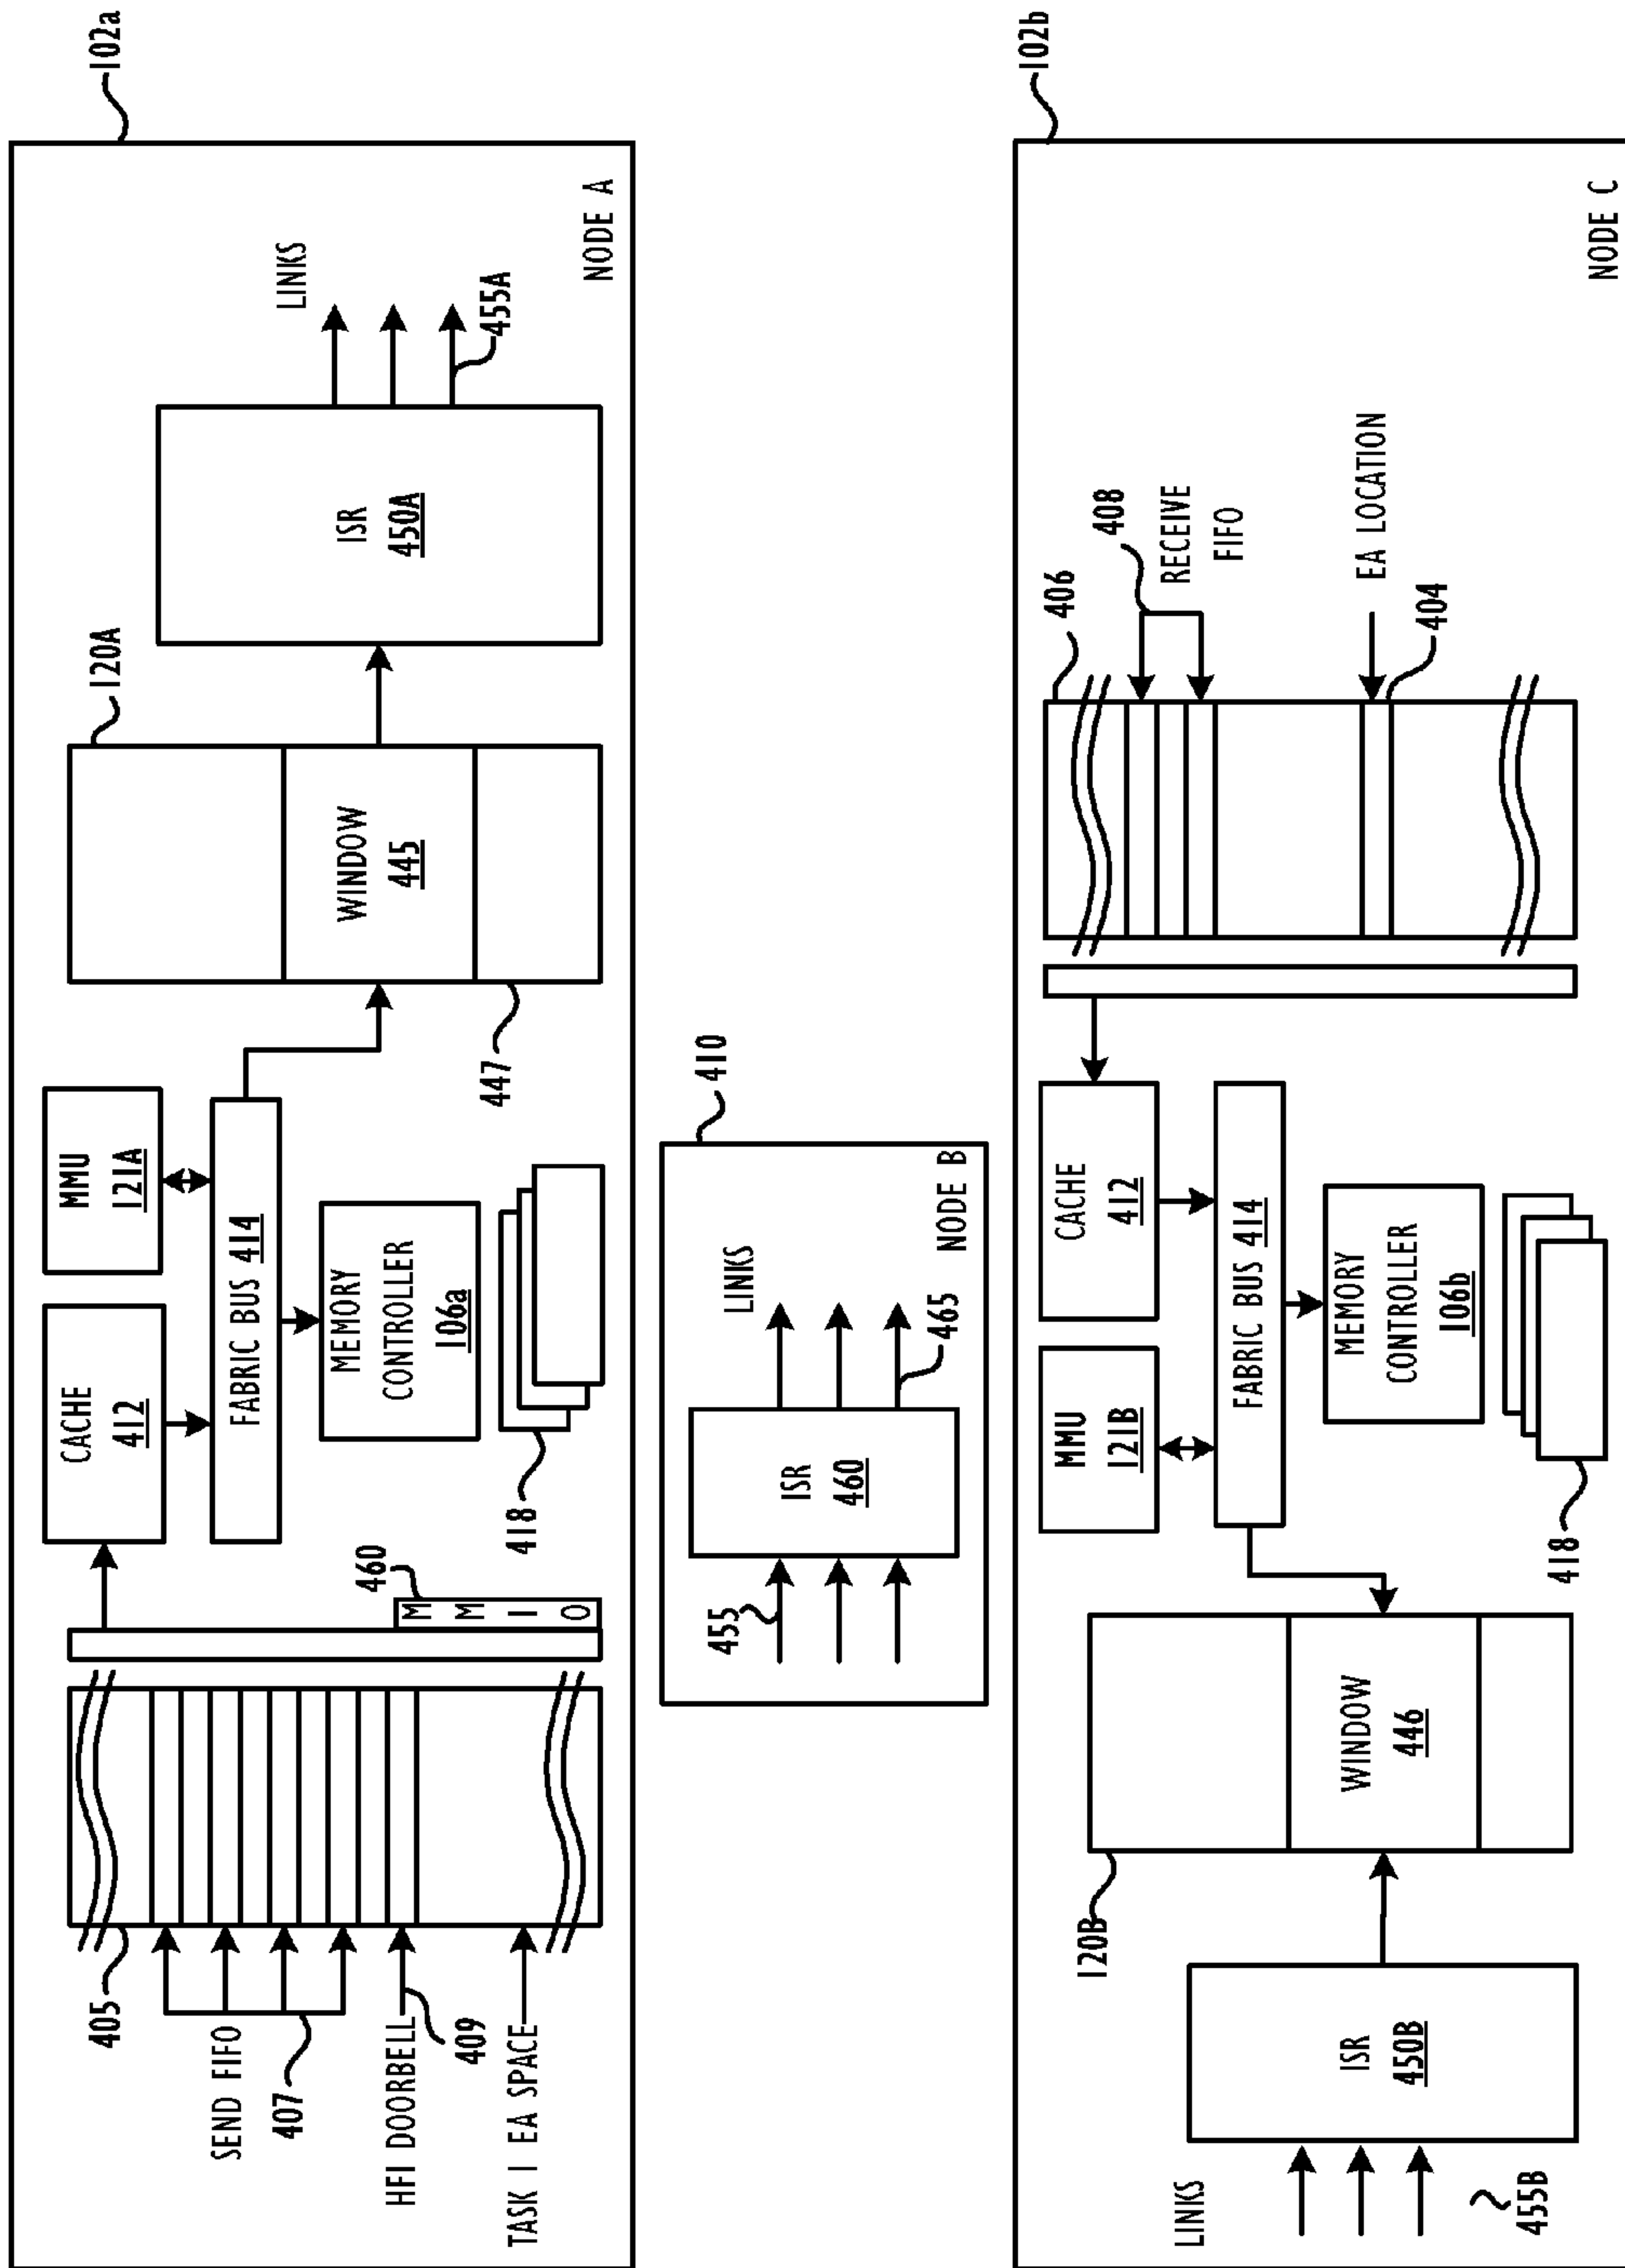 102a
405
SEND FIFO
407
HFI DOORBELL
409
TASK 1 EA SPACE
M
M
I
O
460
CACHE
412
MMU
121A
FABRIC BUS 414
MEMORY
CONTROLLER
106a
418
120A
WINDOW
445
447
ISR
450A
LINKS
455A
NODE A
410
455
ISR
460
LINKS
465
NODE B
102b
LINKS
455B
ISR
450B
120B
WINDOW
446
MMU
121B
CACHE
412
FABRIC BUS 414
MEMORY
CONTROLLER
106b
418
406
408
RECEIVE
FIFO
EA LOCATION
404
NODE C